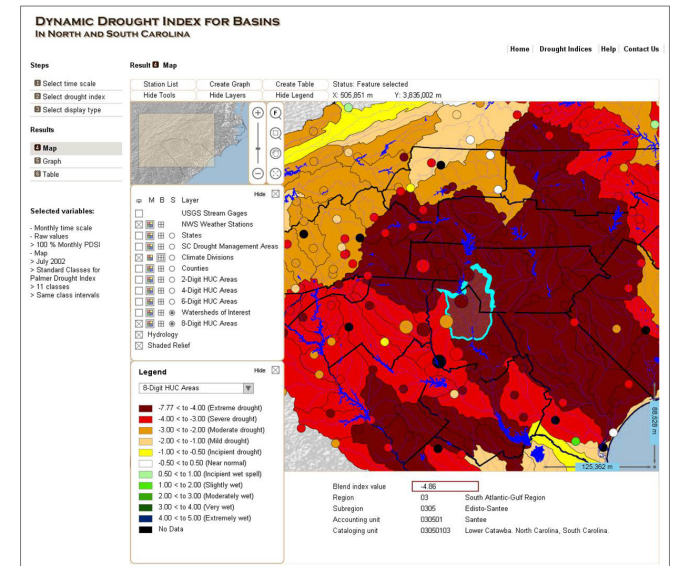 DYNAMIC DROUGHT INDEX FOR BASINS
IN NORTH AND SOUTH CAROLINA
Home | Drought Indices | Help | Contact Us
Steps
1 Select time scale
2 Select drought index
3 Select display type
Results
4 Map
5 Graph
6 Table
Selected variables:
- Monthly time scale
- Raw values
> 100 % Monthly PDSI
- Map
> July 2002
> Standard Classes for
Palmer Drought Index
> 11 classes
> Same class intervals
Result 4 Map
Station List Create Graph Create Table Status: Feature selected
Hide Tools Hide Layers Hide Legend X: 505,851 m Y: 3,835,002 m
F
Hide
M B S Layer
USGS Stream Gages
NWS Weather Stations
States
SC Drought Management Areas
Climate Divisions
Counties
2-Digit HUC Areas
4-Digit HUC Areas
6-Digit HUC Areas
Watersheds of Interest
8-Digit HUC Areas
Hydrology
Shaded Relief
Legend Hide
8-Digit HUC Areas
-7.77 < to -4.00 (Extreme drought)
-4.00 < to -3.00 (Severe drought)
-3.00 < to -2.00 (Moderate drought)
-2.00 < to -1.00 (Mild drought)
-1.00 < to -0.50 (Incipient drought)
-0.50 < to 0.50 (Near normal)
0.50 < to 1.00 (Incipient wet spell)
1.00 < to 2.00 (Slightly wet)
2.00 < to 3.00 (Moderately wet)
3.00 < to 4.00 (Very wet)
4.00 < to 5.00 (Extremely wet)
No Data
88,528 m
125,362 m
Blend index value -4.86
Region 03 South Atlantic-Gulf Region
Subregion 0305 Edisto-Santee
Accounting unit 030501 Santee
Cataloging unit 03050103 Lower Catawba. North Carolina, South Carolina.